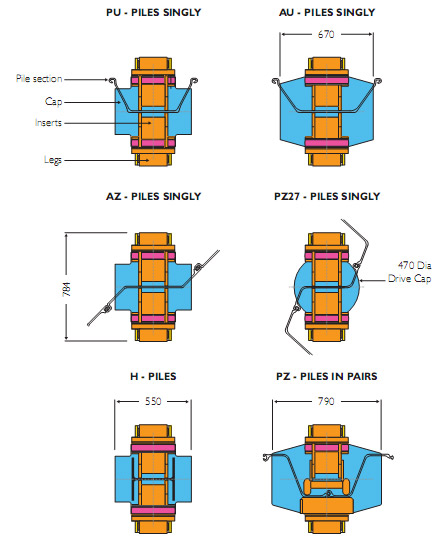 PU - PILES SINGLY
AU - PILES SINGLY
670
Pile section
Cap
Inserts
Legs
AZ - PILES SINGLY
PZ27 - PILES SINGLY
784
470 Dia
Drive Cap
H - PILES
PZ - PILES IN PAIRS
550
790